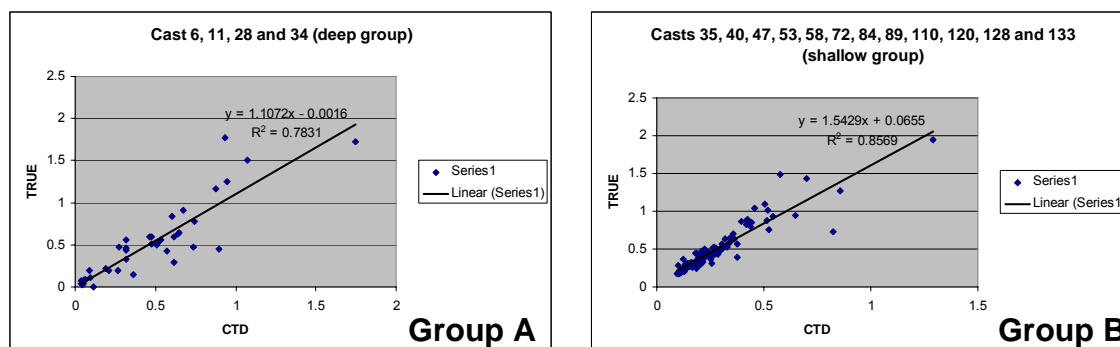 Cast 6, 11, 28 and 34 (deep group)
y = 1.1072x - 0.0016
R² = 0.7831
2.5
2
1.5
1
0.5
0
0 0.5 1 1.5 2
TRUE
CTD
Series1
Linear (Series1)
Group A
Casts 35, 40, 47, 53, 58, 72, 84, 89, 110, 120, 128 and 133
(shallow group)
y = 1.5429x + 0.0655
R² = 0.8569
2.5
2
1.5
1
0.5
0
0 0.5 1 1.5
TRUE
CTD
Series1
Linear (Series1
Group B